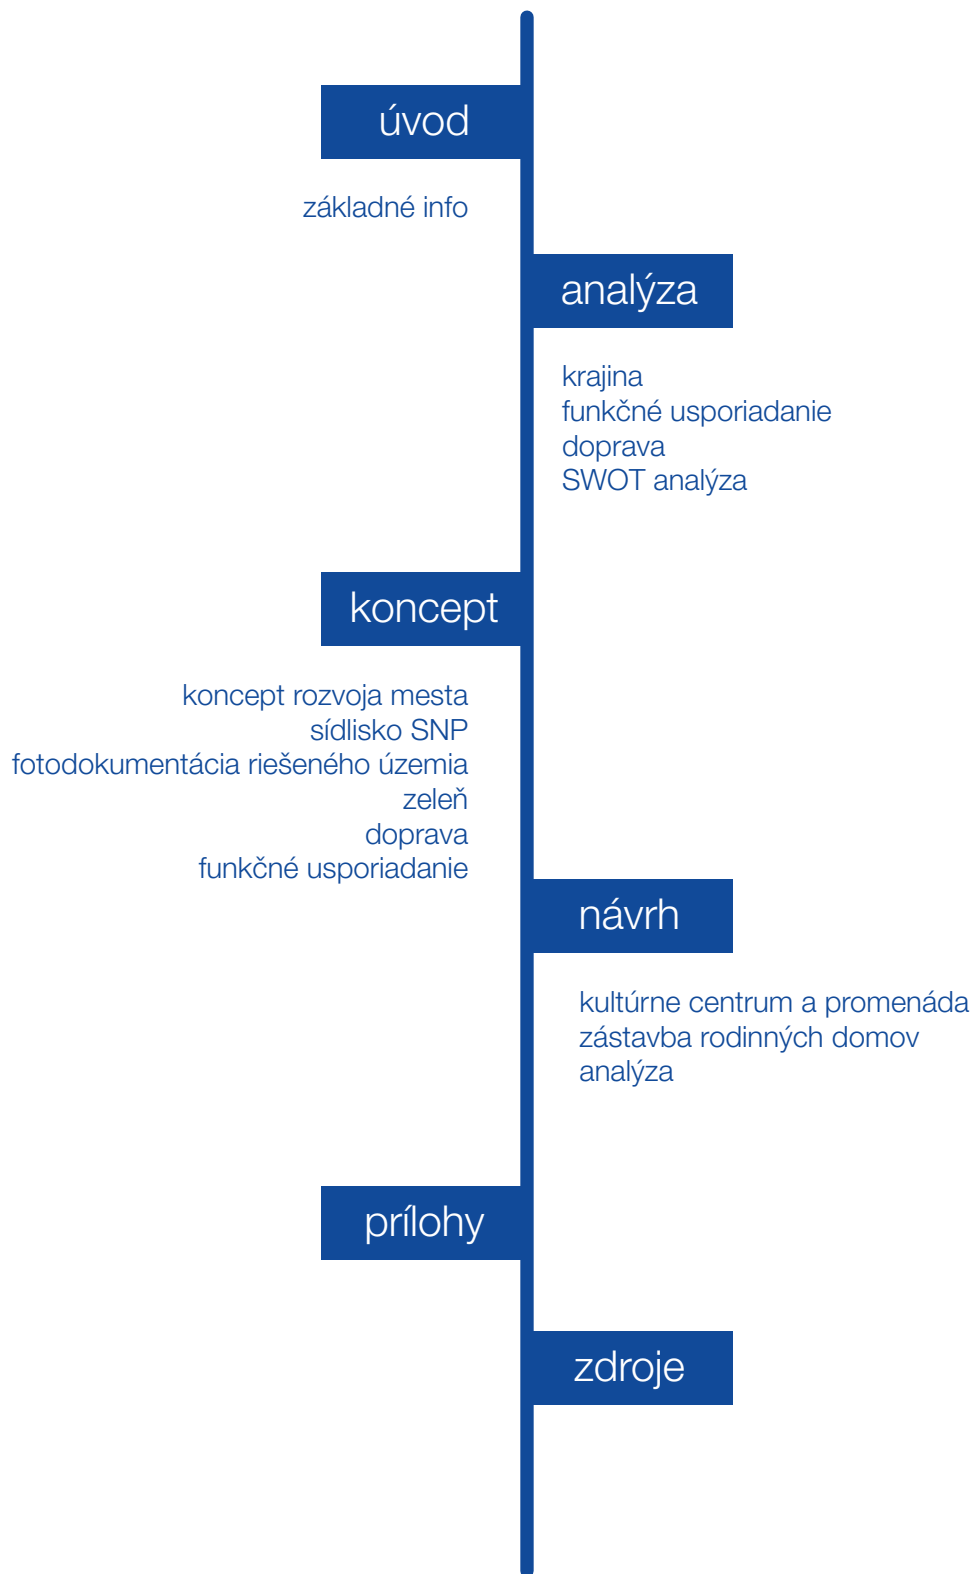 úvod
základné info
analýza
krajina
funkčné usporiadanie
doprava
SWOT analýza
koncept
koncept rozvoja mesta
sídlisko SNP
fotodokumentácia riešeného územia
zeleň
doprava
funkčné usporiadanie
návrh
kultúrne centrum a promenáda
zástavba rodinných domov
analýza
prílohy
zdroje